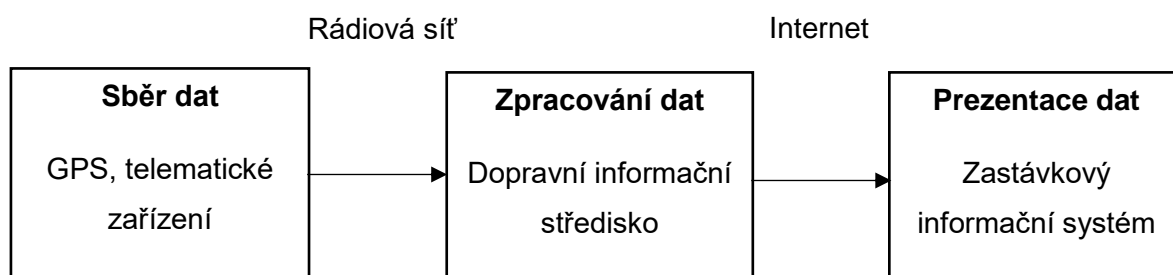 Rádiová síť
Internet
Sběr dat
GPS, telematické
zařízení
Zpracování dat
Dopravní informační
středisko
Prezentace dat
Zastávkový
informační systém